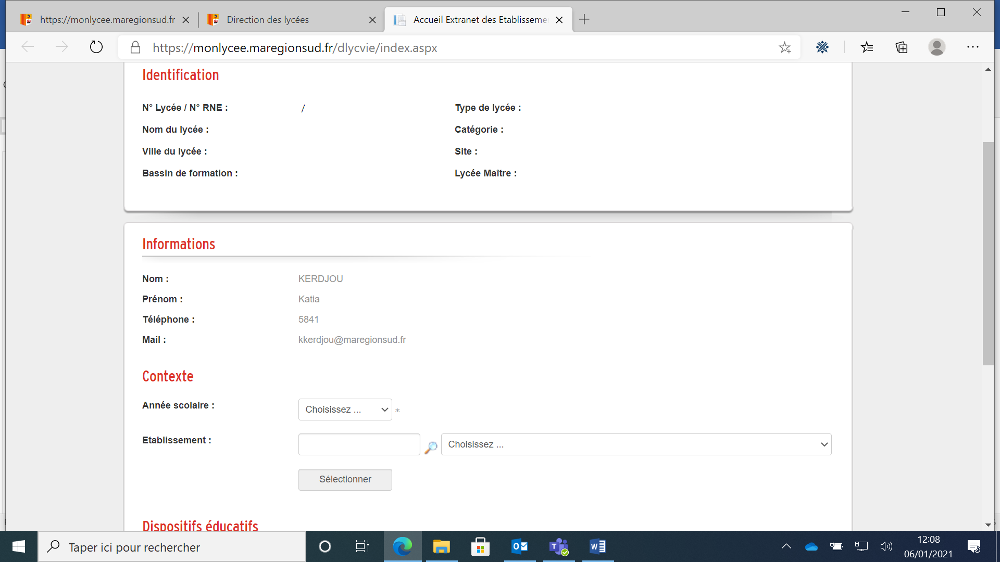 https://monlycee.maregionsud.fr
Direction des lycées
Accueil Extranet des Etablisseme
https://monlycee.maregionsud.fr/dlycvie/index.aspx
Identification
N° Lycée / N° RNE : /
Type de lycée :
Nom du lycée :
Catégorie :
Ville du lycée :
Site :
Bassin de formation :
Lycée Maître :
Informations
Nom : KERDJOU
Prénom : Katia
Téléphone : 5841
Mail : kkerdjou@maregionsud.fr
Contexte
Année scolaire : Choisissez ... *
Etablissement : Choisissez ...
Sélectionner
Dispositifs éducatifs
Taper ici pour rechercher
12:08
06/01/2021